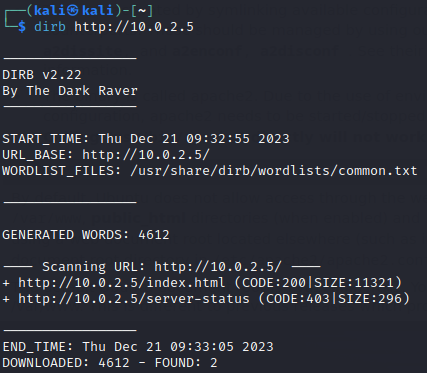 ┌──(kali㉿kali)-[~]
└─$ dirb http://10.0.2.5
-----------------
DIRB v2.22
By The Dark Raver
-----------------
START_TIME: Thu Dec 21 09:32:55 2023
URL_BASE: http://10.0.2.5/
WORDLIST_FILES: /usr/share/dirb/wordlists/common.txt
-----------------
GENERATED WORDS: 4612
---- Scanning URL: http://10.0.2.5/ ----
+ http://10.0.2.5/index.html (CODE:200|SIZE:11321)
+ http://10.0.2.5/server-status (CODE:403|SIZE:296)
-----------------
END_TIME: Thu Dec 21 09:33:05 2023
DOWNLOADED: 4612 - FOUND: 2